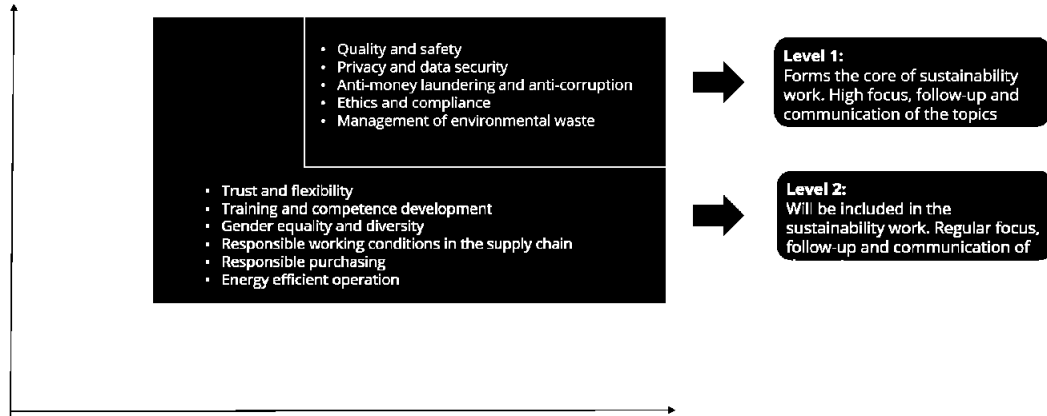 • Quality and safety
• Privacy and data security
• Anti-money laundering and anti-corruption
• Ethics and compliance
• Management of environmental waste
Level 1:
Forms the core of sustainability
work. High focus, follow-up and
communication of the topics
▪ Trust and flexibility
▪ Training and competence development
▪ Gender equality and diversity
▪ Responsible working conditions in the supply chain
▪ Responsible purchasing
▪ Energy efficient operation
Level 2:
Will be included in the
sustainability work. Regular focus,
follow-up and communication of